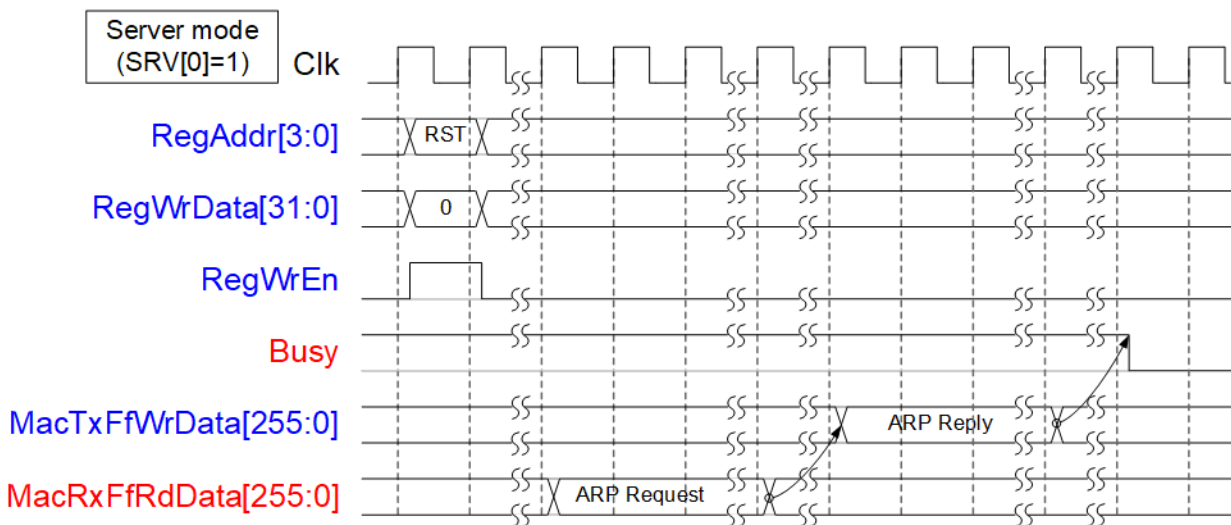 Server mode
(SRV[0]=1)
Clk
RegAddr[3:0]
RST
RegWrData[31:0]
0
RegWrEn
Busy
MacTxFfWrData[255:0]
ARP Reply
MacRxFfRdData[255:0]
ARP Request